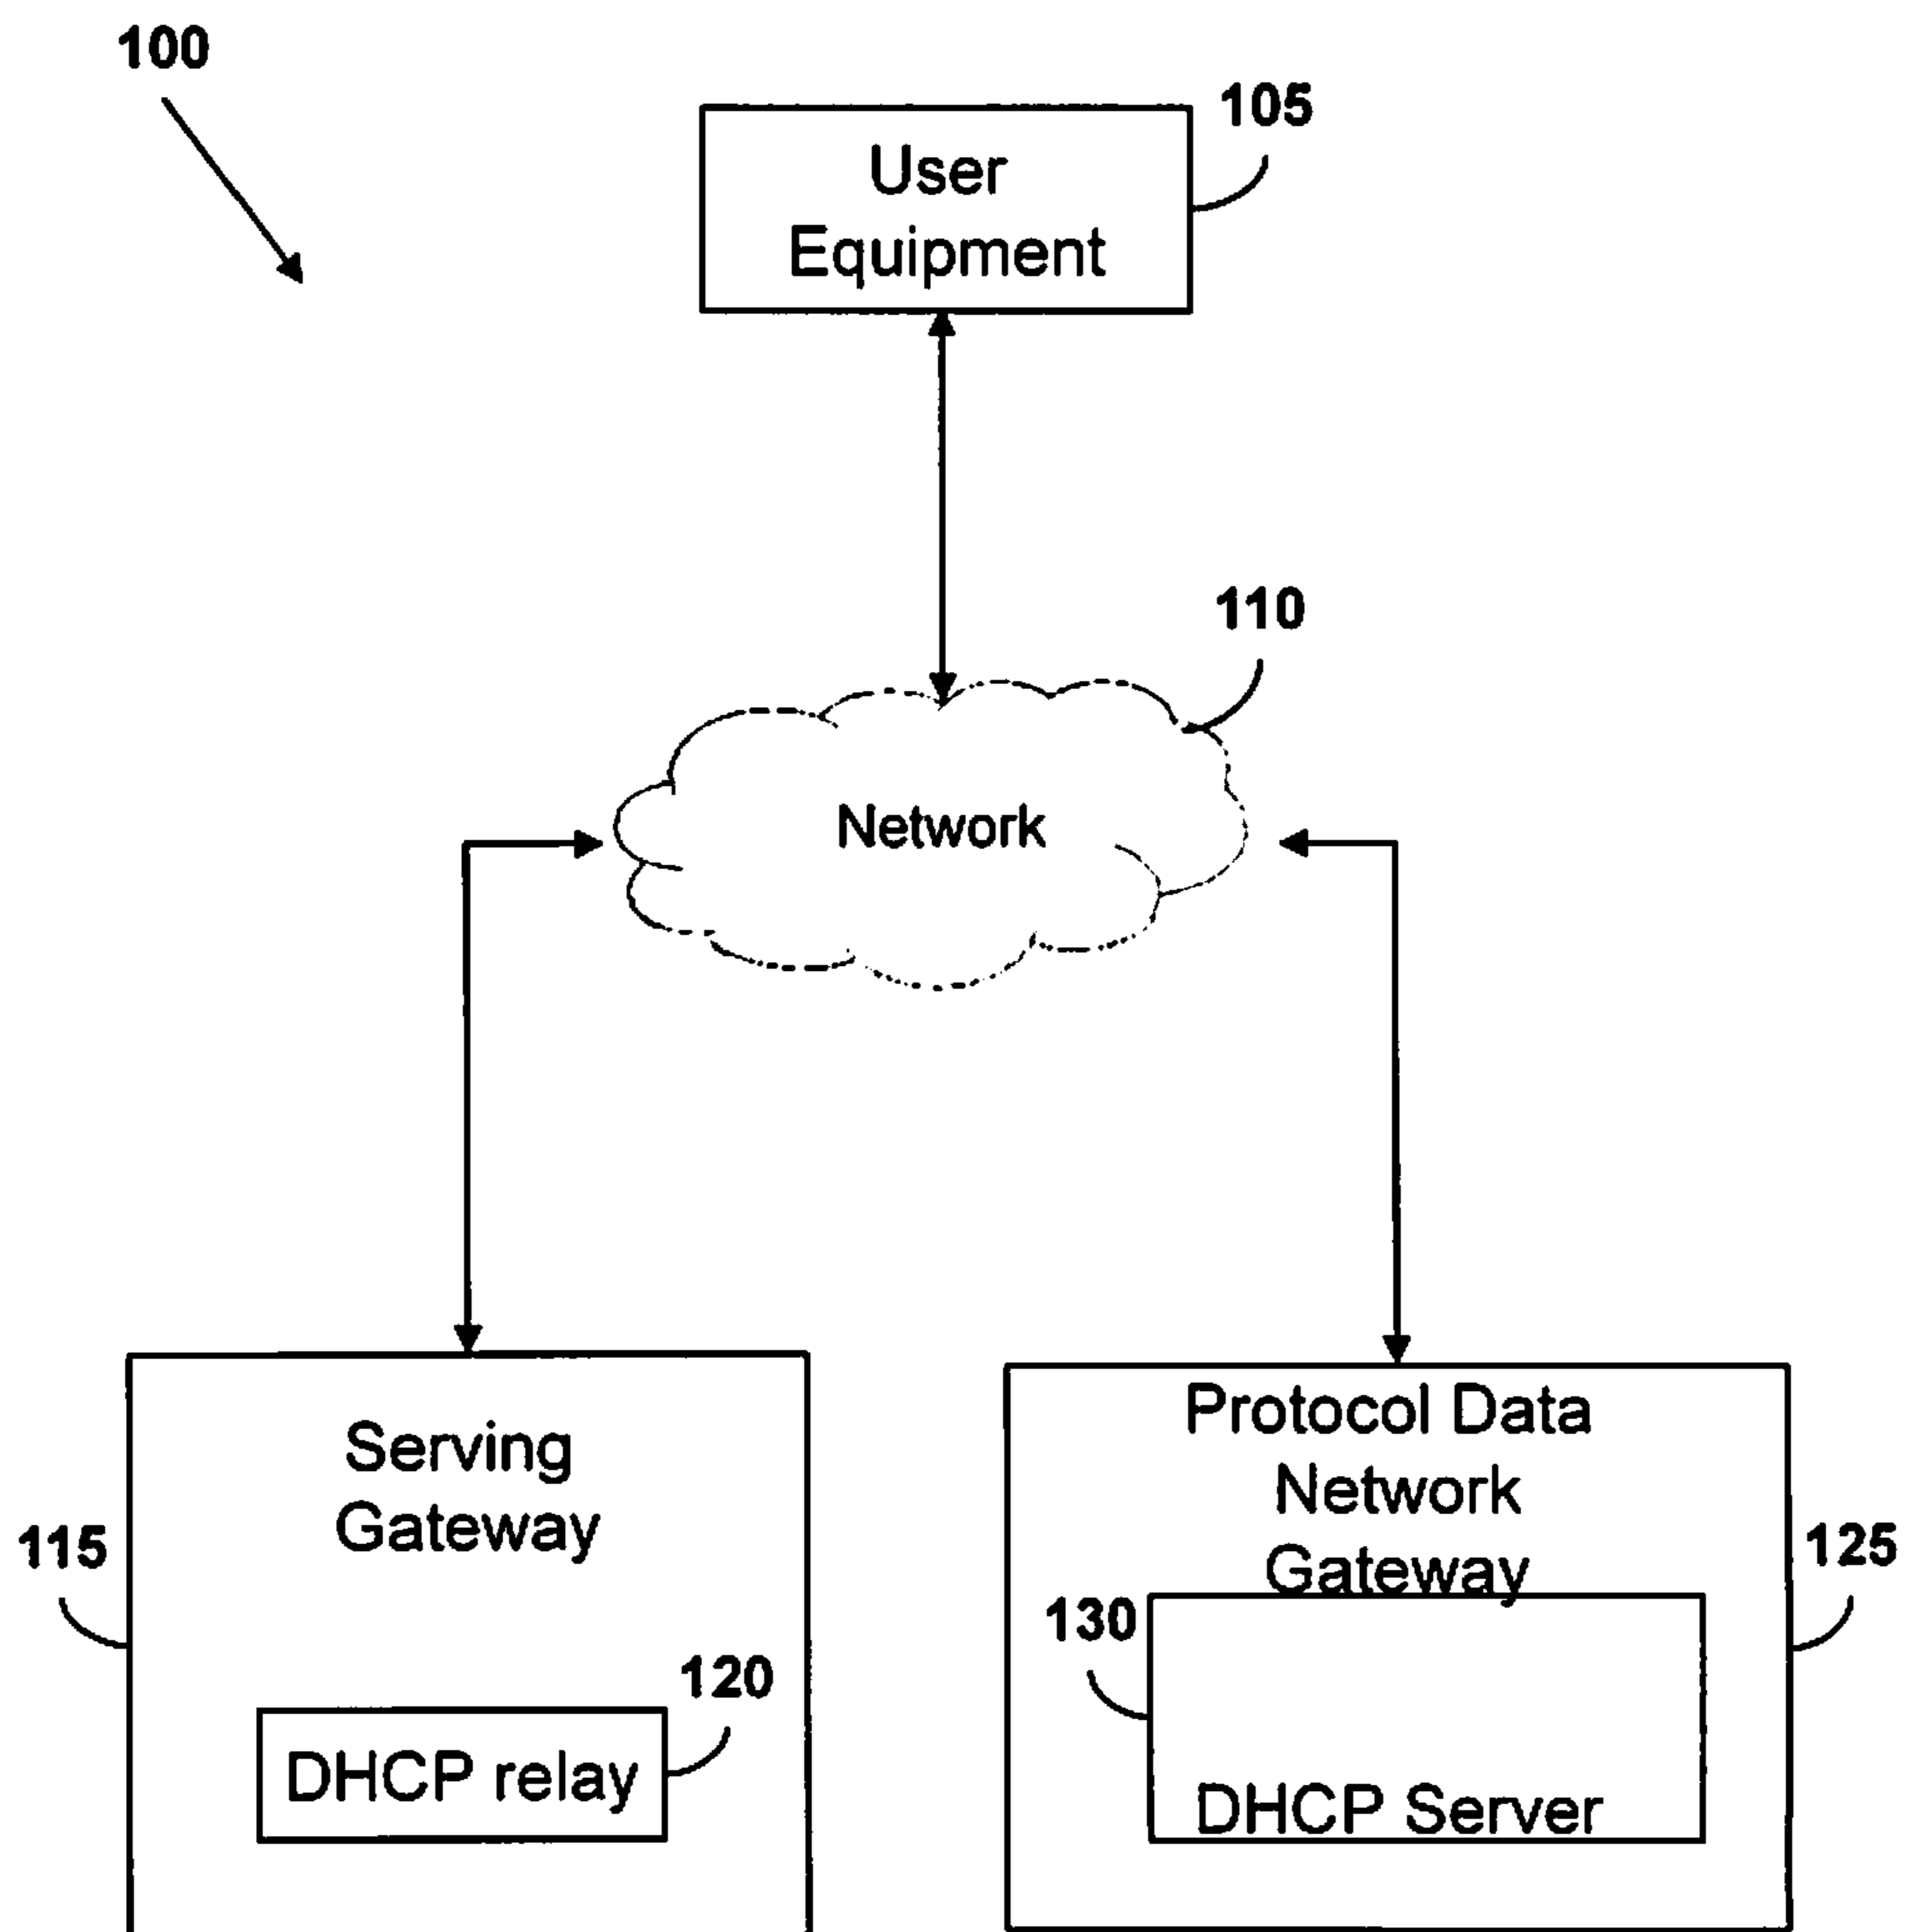 100
105
User
Equipment
110
Network
Serving
Gateway
115
120
DHCP relay
Protocol Data
Network
Gateway
125
130
DHCP Server